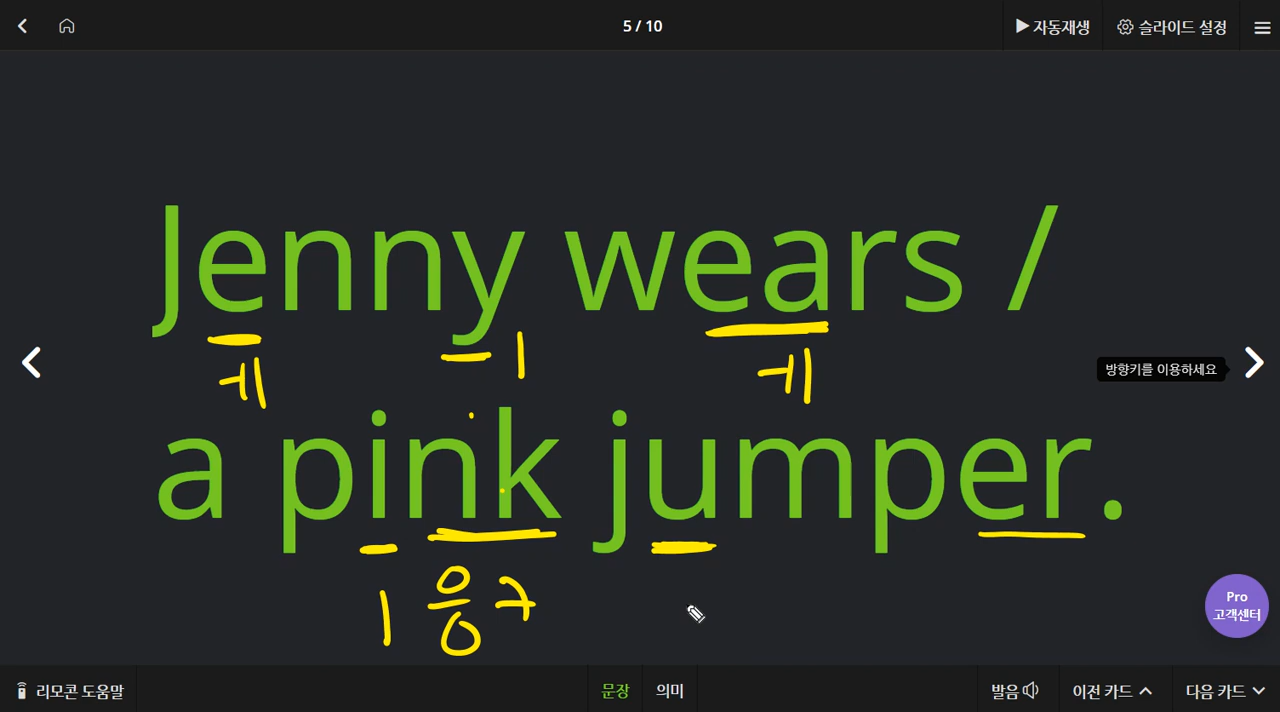 5 / 10
▶ 자동재생
슬라이드 설정
Jenny wears /
ㅔ ㅣ ㅔ
방향키를 이용하세요
a pink jumper.
ㅣ 응ㅋ
Pro
고객센터
리모콘 도움말
문장
의미
발음
이전 카드
다음 카드